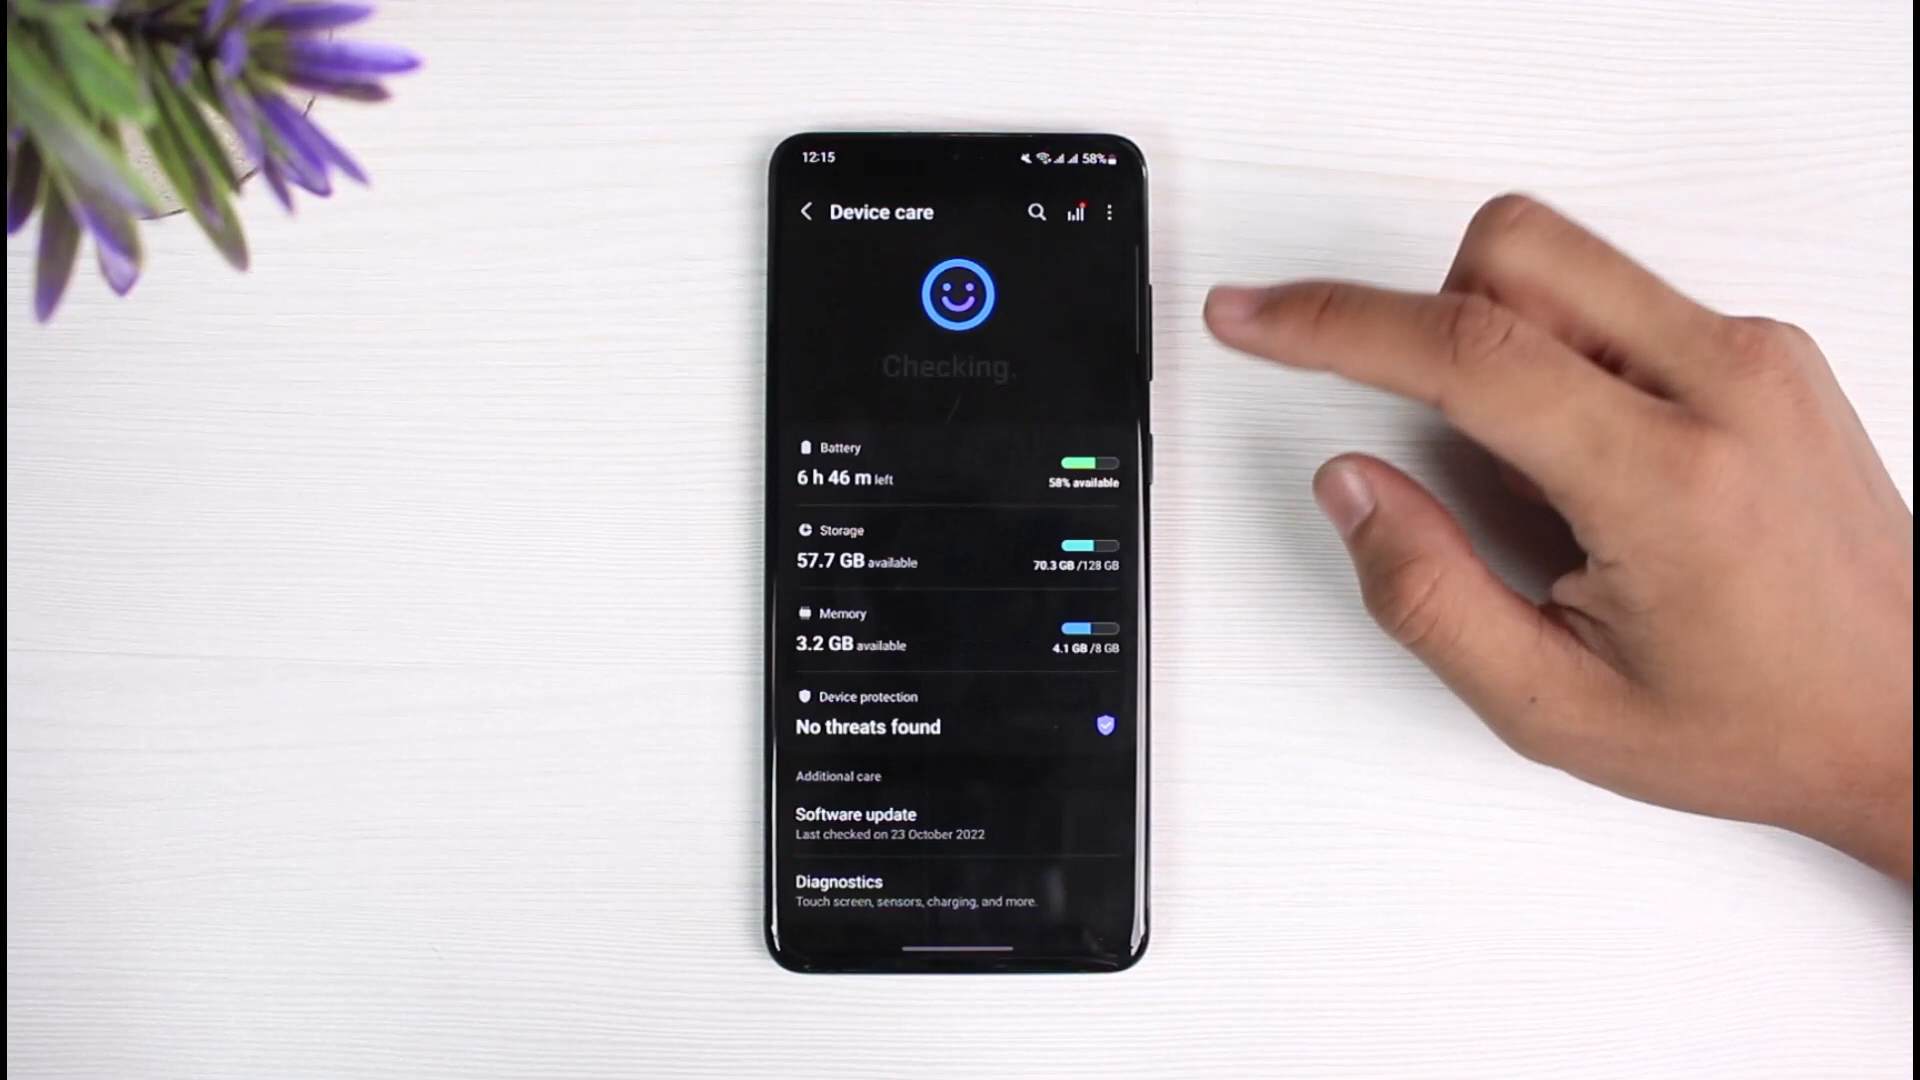 12:15 58%
Device care
Checking.
Battery
6 h 46 m left
58% available
Storage
57.7 GB available
70.3 GB /128 GB
Memory
3.2 GB available
4.1 GB /8 GB
Device protection
No threats found
Additional care
Software update
Last checked on 23 October 2022
Diagnostics
Touch screen, sensors, charging, and more.